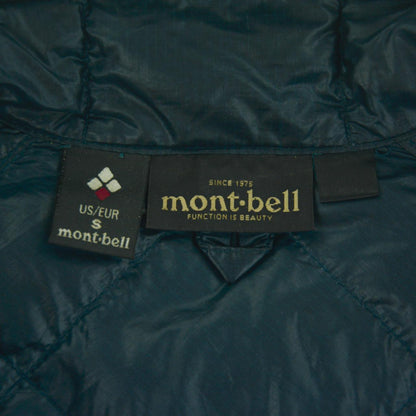 US/EUR
S
mont·bell
SINCE 1975
mont·bell
FUNCTION IS BEAUTY